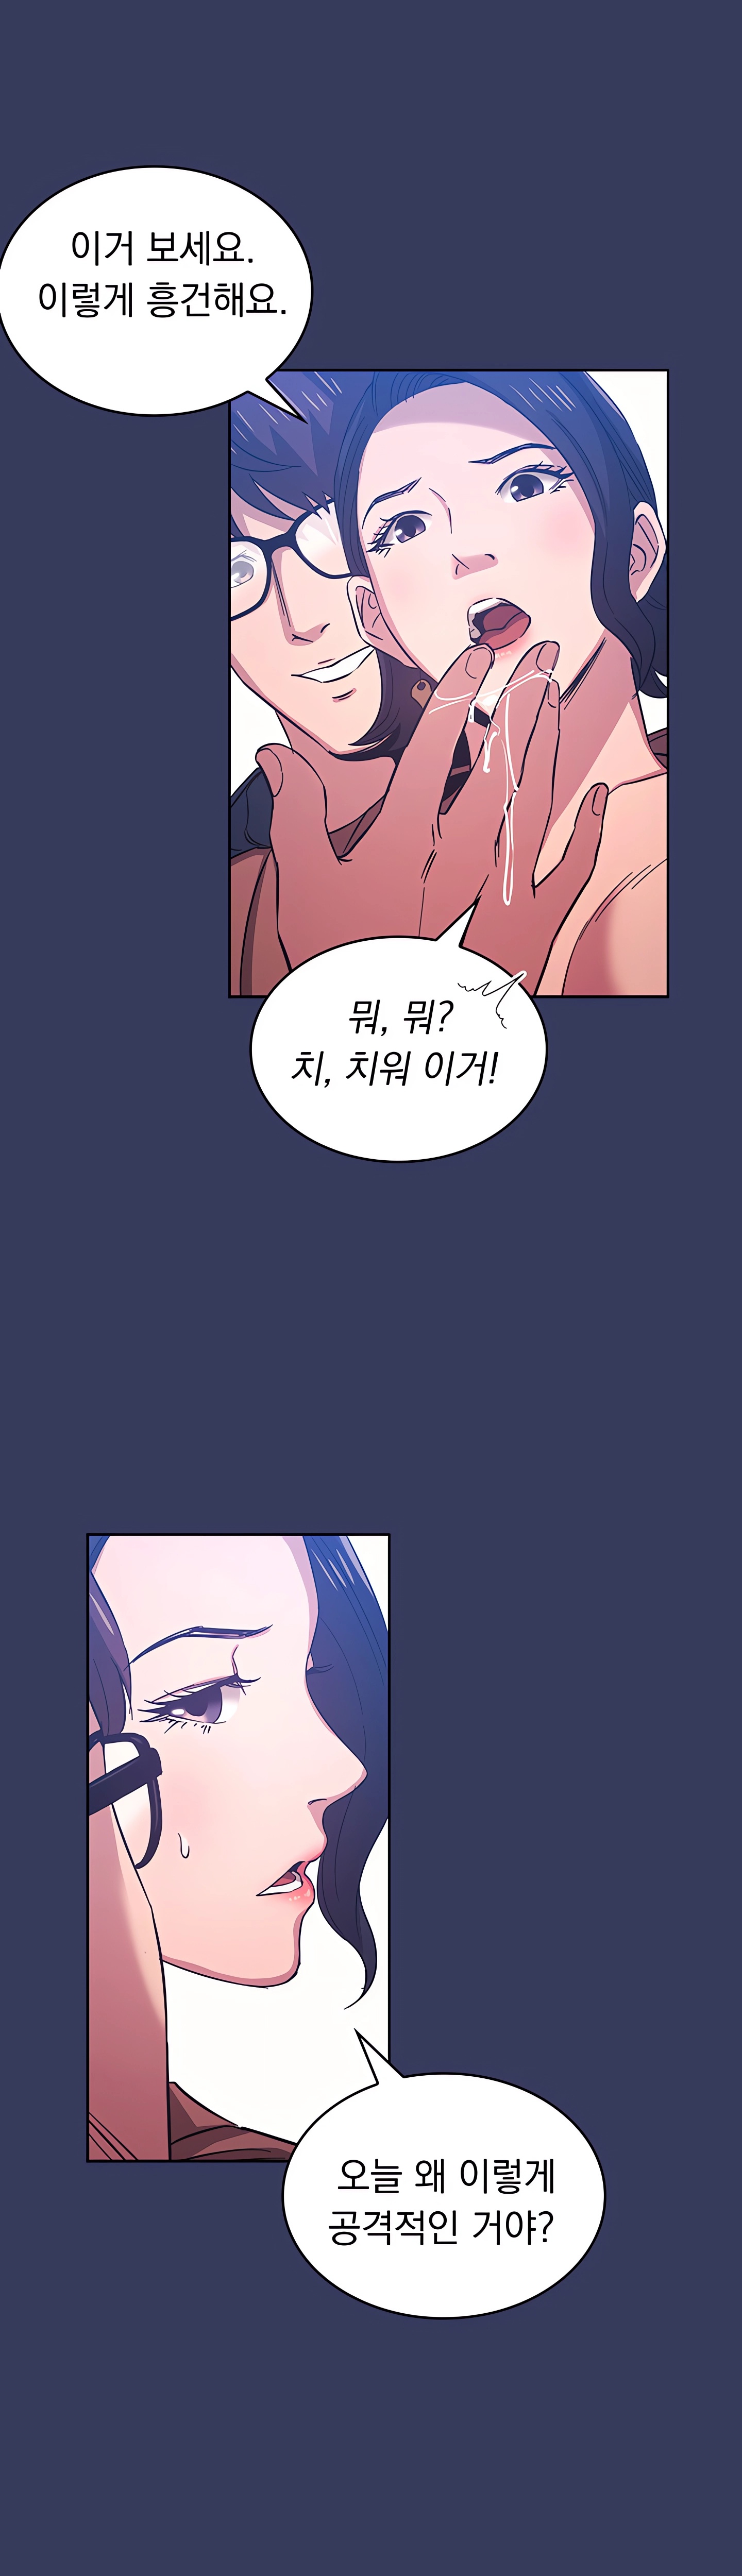 이거 보세요.
이렇게 흥건해요.
뭐, 뭐?
치, 치워 이거!
오늘 왜 이렇게
공격적인 거야?